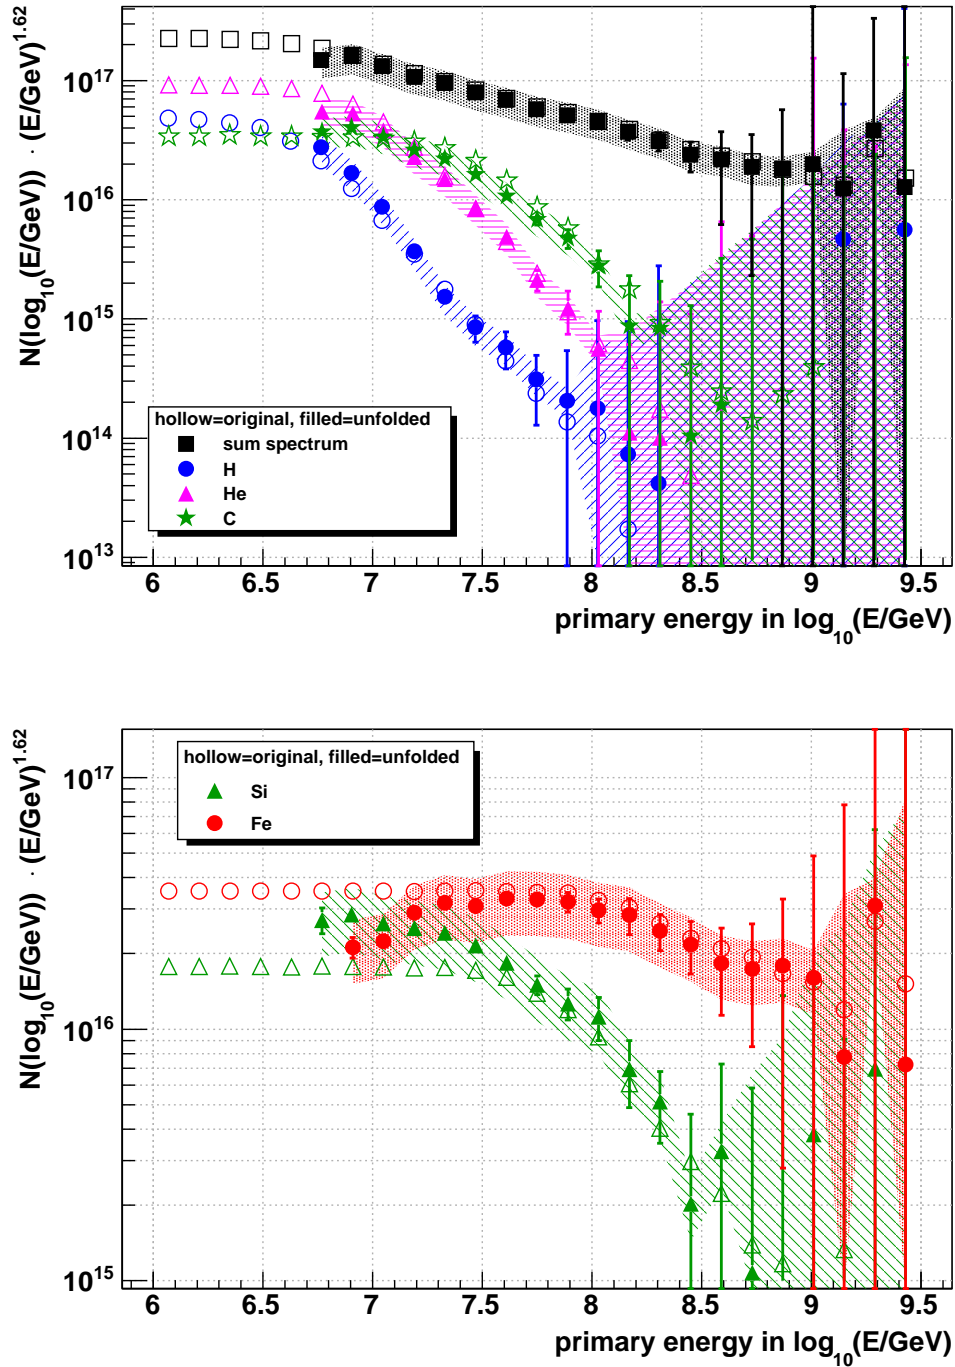 N(log10(E/GeV)) · (E/GeV)^1.62
10^17
10^16
10^15
10^14
10^13
hollow=original, filled=unfolded
sum spectrum
H
He
C
6 6.5 7 7.5 8 8.5 9 9.5
primary energy in log10(E/GeV)
N(log10(E/GeV)) · (E/GeV)^1.62
10^17
10^16
10^15
hollow=original, filled=unfolded
Si
Fe
6 6.5 7 7.5 8 8.5 9 9.5
primary energy in log10(E/GeV)